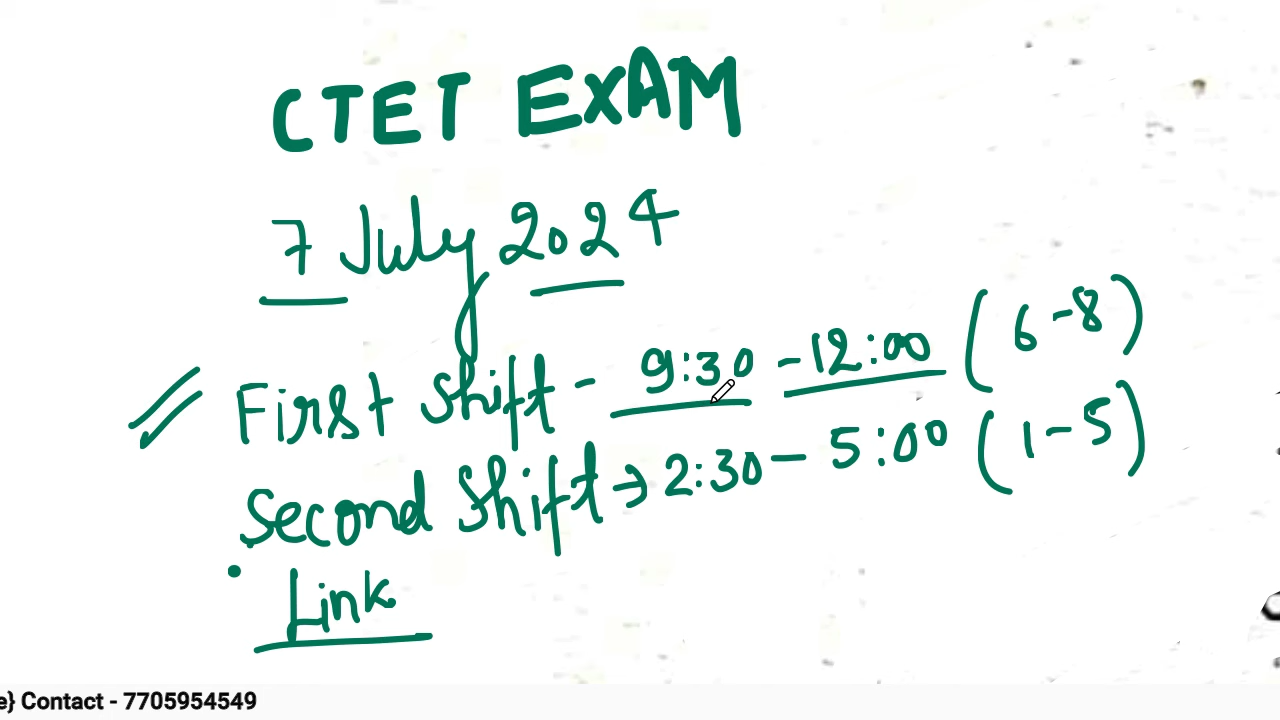 CTET EXAM
7 July 2024
First Shift - 9:30 - 12:00 (6-8)
Second Shift → 2:30 - 5:00 (1-5)
Link
e} Contact - 7705954549